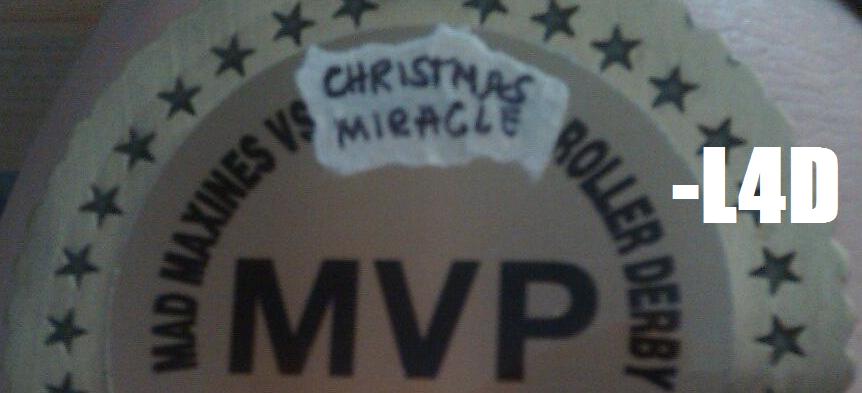 CHRISTMAS
MIRACLE
MAD MAXINES VS
ROLLER DERBY
-L4D
MVP